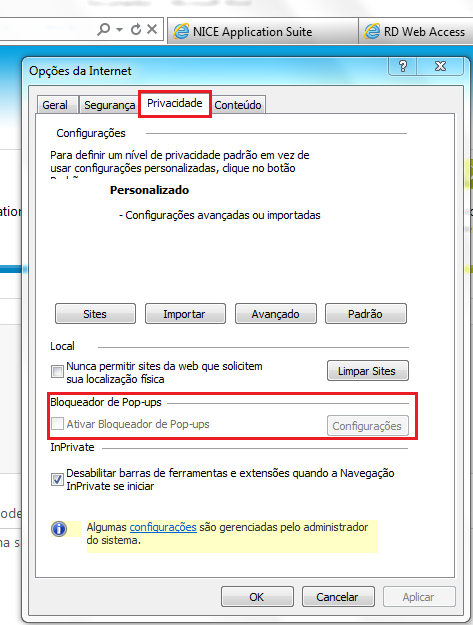 NICE Application Suite
RD Web Access
Opções da Internet
Geral
Segurança
Privacidade
Conteúdo
Configurações
Para definir um nível de privacidade padrão em vez de
usar configurações personalizadas, clique no botão
Personalizado
- Configurações avançadas ou importadas
Sites
Importar
Avançado
Padrão
Local
Nunca permitir sites da web que solicitem
sua localização física
Limpar Sites
Bloqueador de Pop-ups
Ativar Bloqueador de Pop-ups
Configurações
InPrivate
Desabilitar barras de ferramentas e extensões quando a Navegação
InPrivate se iniciar
Algumas configurações são gerenciadas pelo administrador
do sistema.
OK
Cancelar
Aplicar